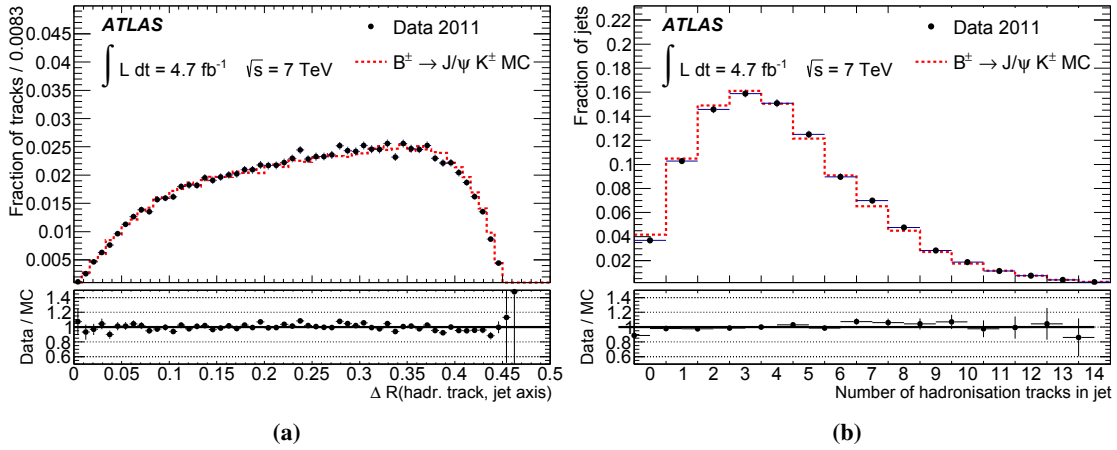 ATLAS
Data 2011
∫ L dt = 4.7 fb⁻¹ √s = 7 TeV
B± → J/ψ K± MC
Fraction of tracks / 0.0083
0.045
0.04
0.035
0.03
0.025
0.02
0.015
0.01
0.005
Data / MC
1.4
1.2
1
0.8
0.6
0 0.05 0.1 0.15 0.2 0.25 0.3 0.35 0.4 0.45 0.5
Δ R(hadr. track, jet axis)
(a)
ATLAS
Data 2011
∫ L dt = 4.7 fb⁻¹ √s = 7 TeV
B± → J/ψ K± MC
Fraction of jets
0.22
0.2
0.18
0.16
0.14
0.12
0.10
0.08
0.06
0.04
0.02
Data / MC
1.4
1.2
1
0.8
0.6
0 1 2 3 4 5 6 7 8 9 10 11 12 13 14
Number of hadronisation tracks in jet
(b)